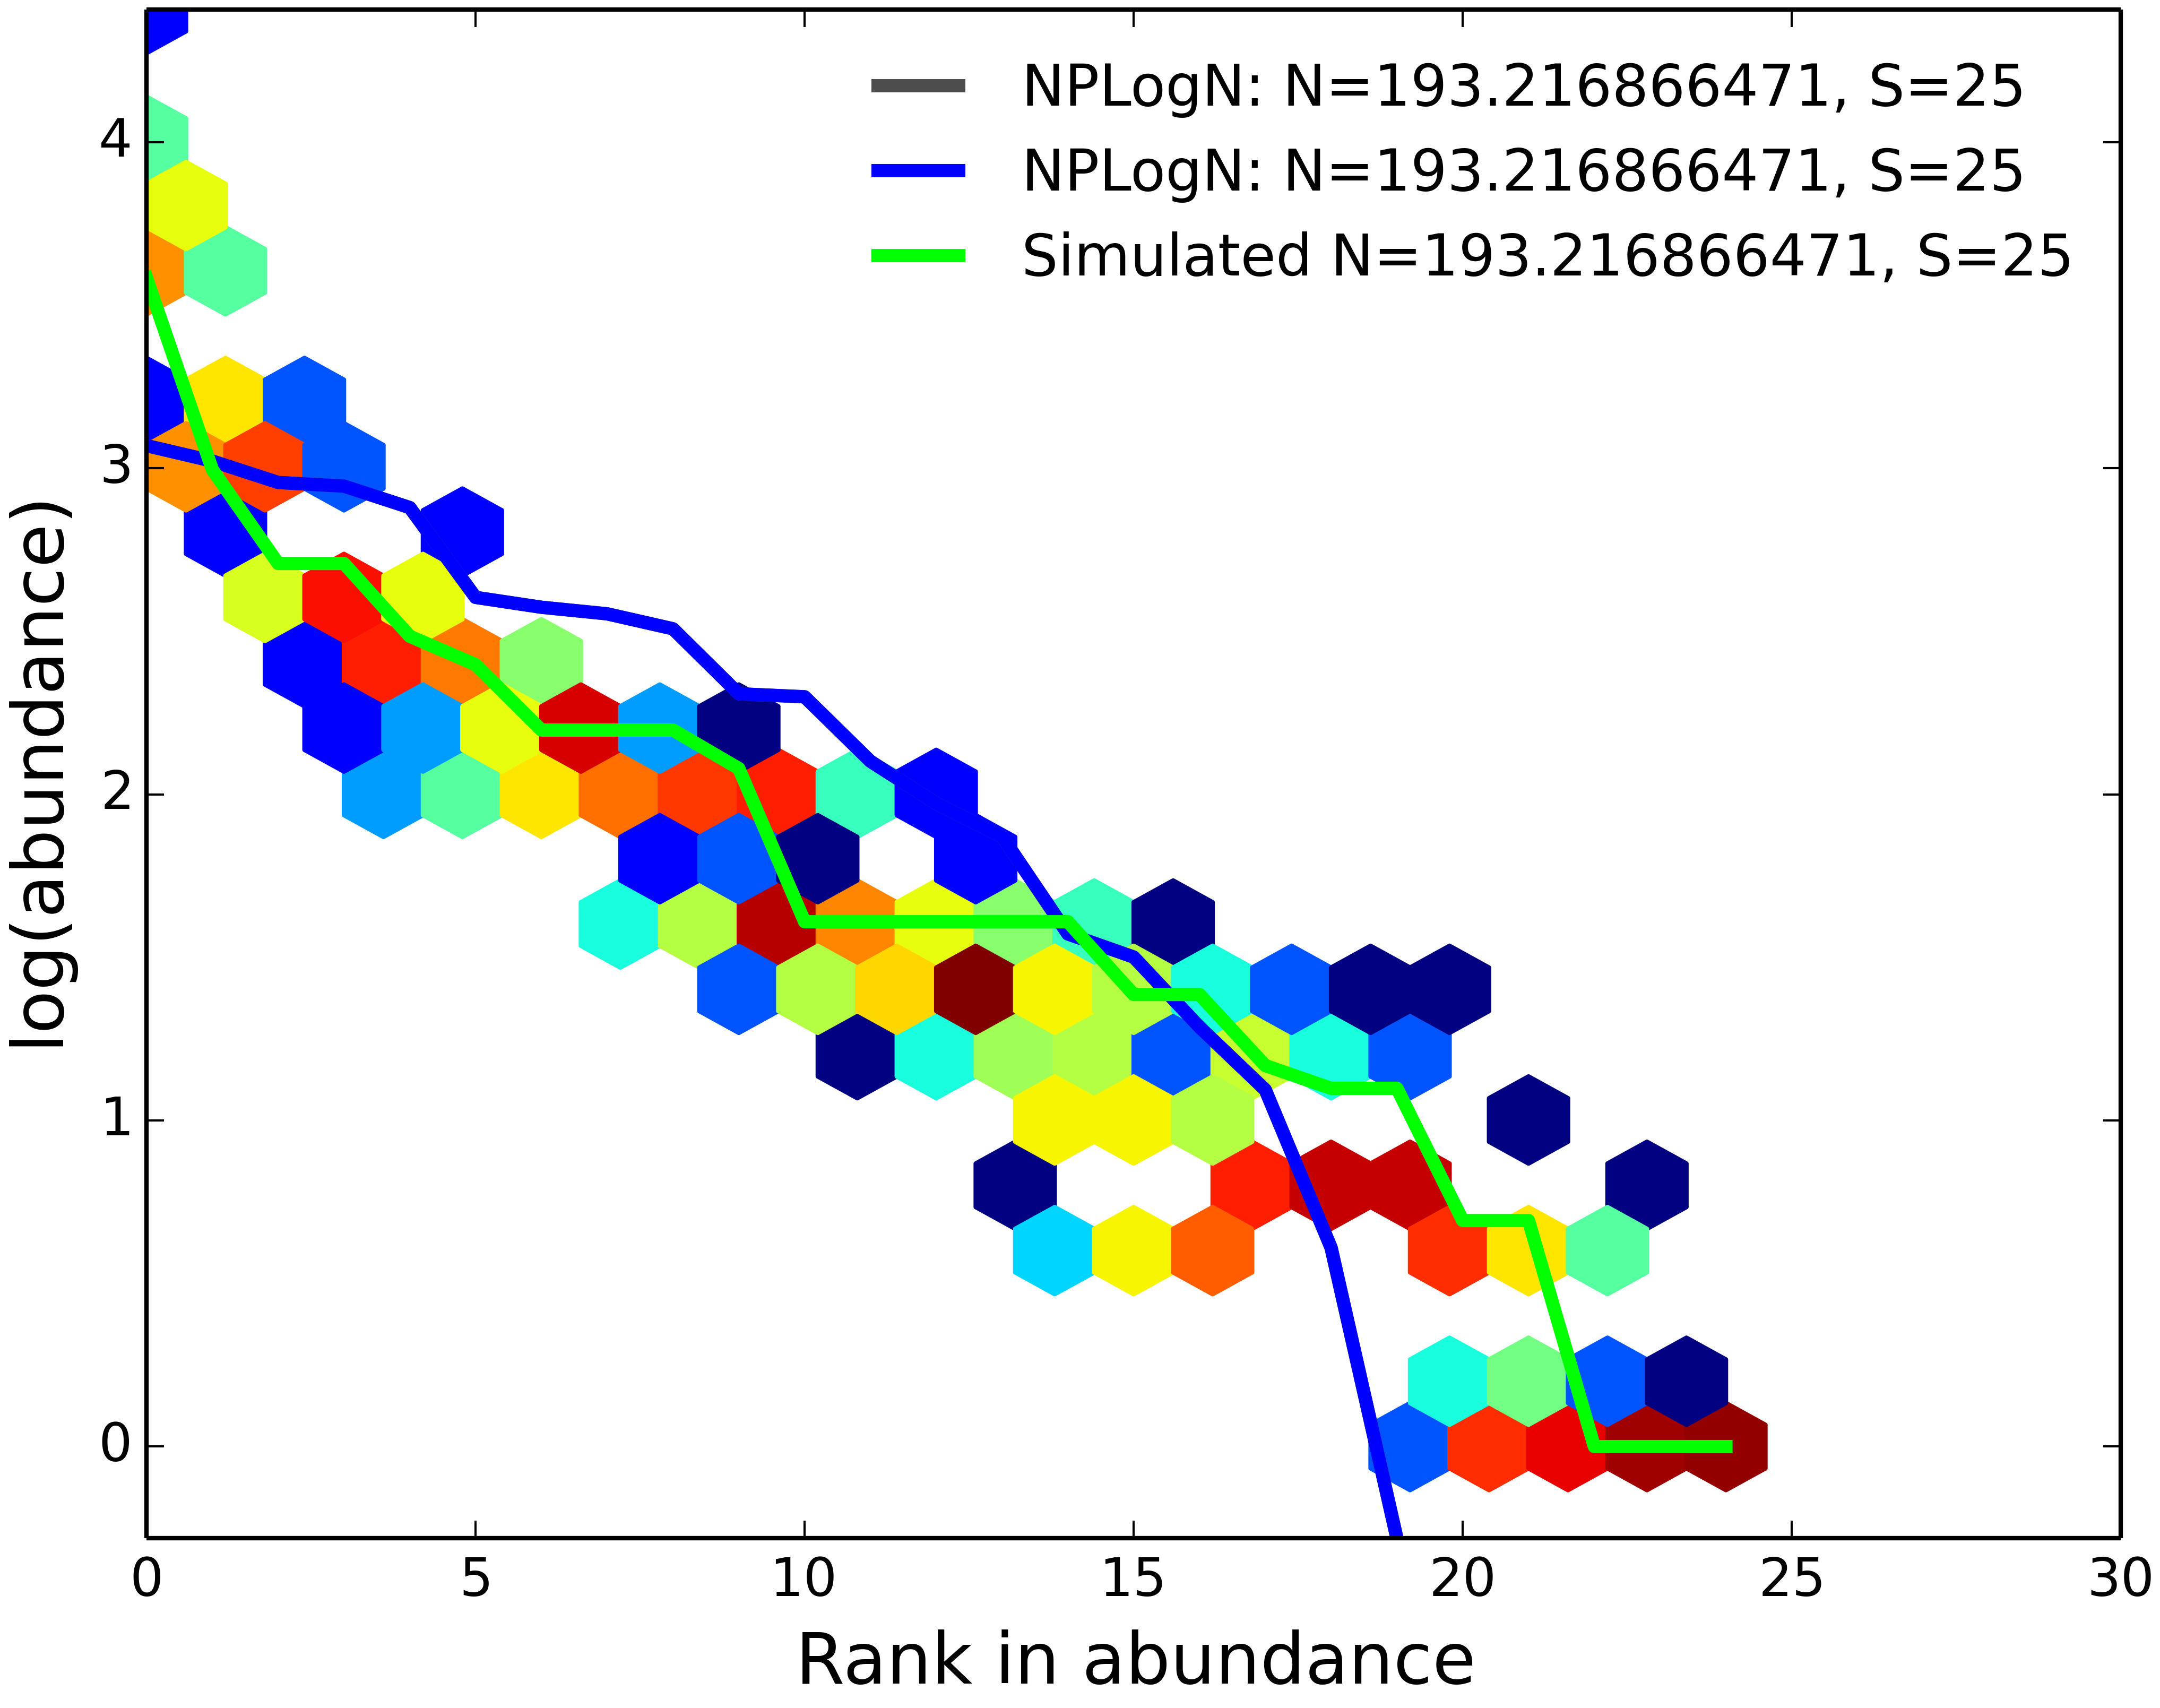 NPLogN: N=193.216866471, S=25
NPLogN: N=193.216866471, S=25
Simulated N=193.216866471, S=25
log(abundance)
4
3
2
1
0
0 5 10 15 20 25 30
Rank in abundance